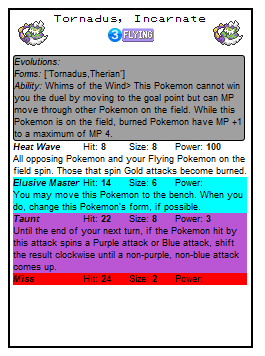 Tornadus, Incarnate
3 FLYING
Evolutions:
Forms: ['Tornadus,Therian']
Ability: Whims of the Wind> This Pokemon cannot win
you the duel by moving to the goal point but can MP
move through other Pokemon on the field. While this
Pokemon is on the field, burned Pokemon have MP +1
to a maximum of MP 4.
Heat Wave Hit: 8 Size: 8 Power: 100
All opposing Pokemon and your Flying Pokemon on the
field spin. Those that spin Gold attacks become burned.
Elusive Master Hit: 14 Size: 6 Power:
You may move this Pokemon to the bench. When you
do, change this Pokemon's form, if possible.
Taunt Hit: 22 Size: 8 Power: 3
Until the end of your next turn, if the Pokemon hit by
this attack spins a Purple attack or Blue attack, shift
the result clockwise until a non-purple, non-blue attack
comes up.
Miss Hit: 24 Size: 2 Power: